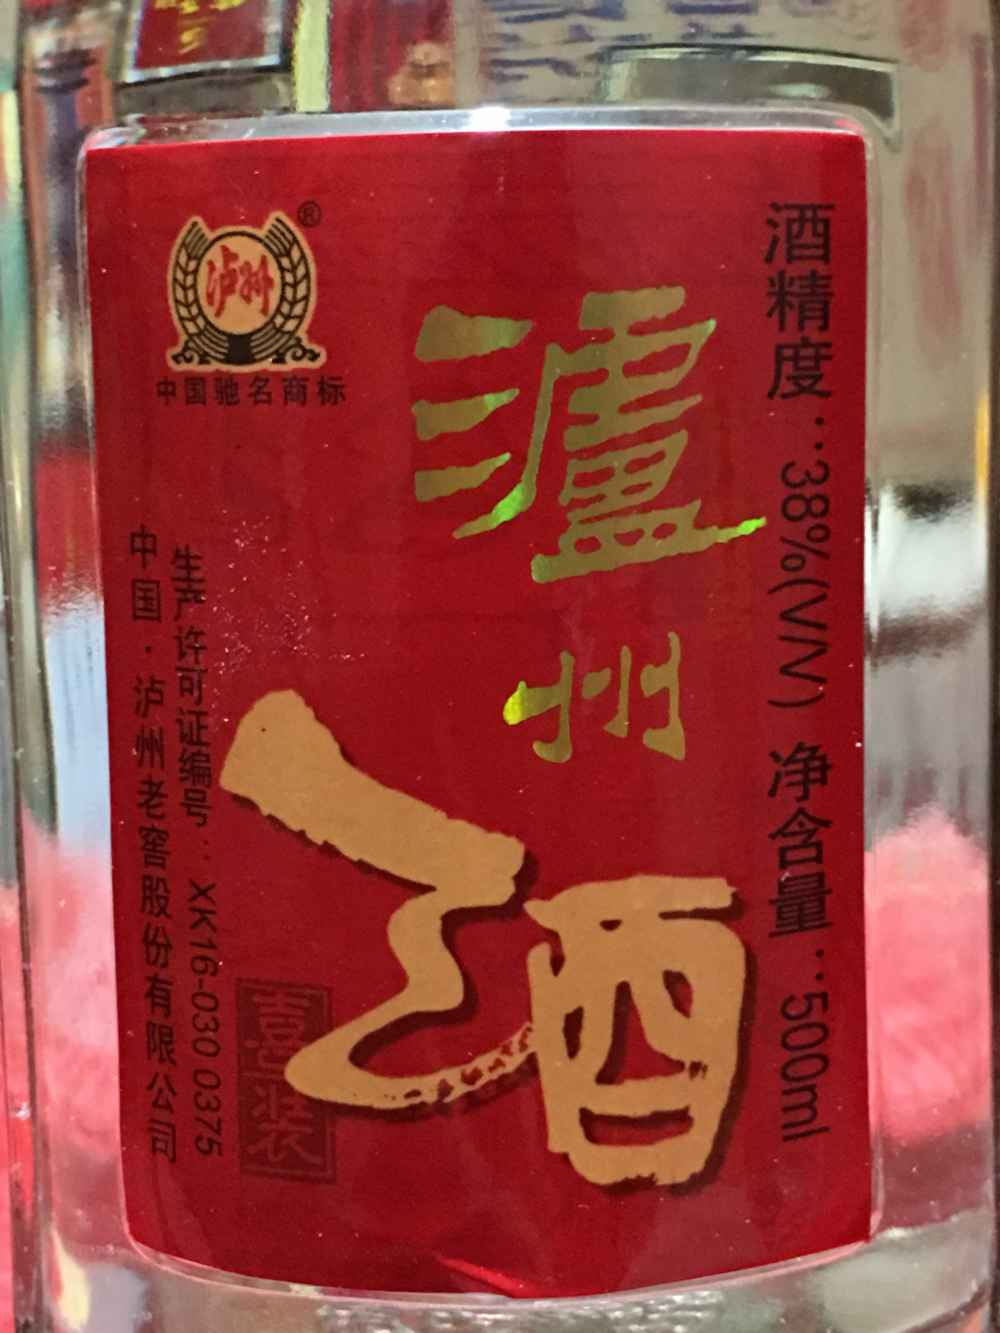 泸州
®
中国驰名商标
瀘州
酒
酒精度：38%(V/V) 净含量：500ml
生产许可证编号：XK16-030 0375
中国·泸州老窖股份有限公司
喜装